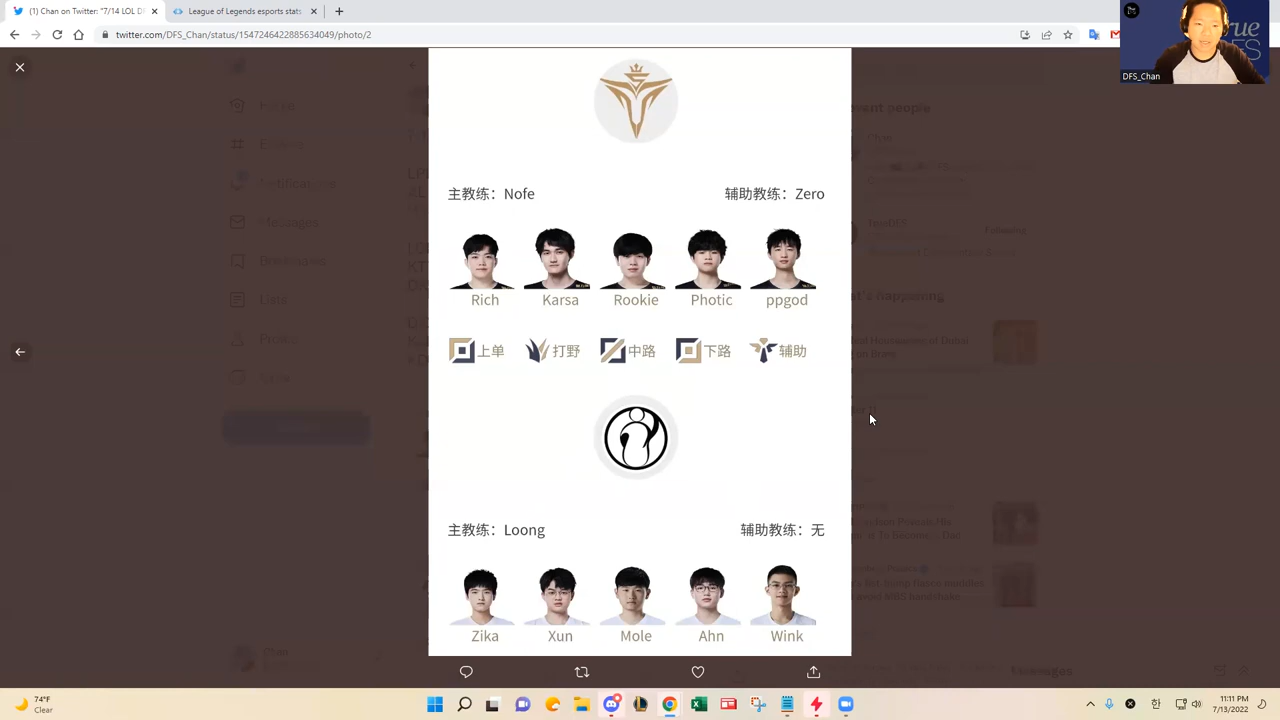 (1) Chan on Twitter: "7/14 LOL D
League of Legends esports stats
twitter.com/DFS_Chan/status/1547246422885634049/photo/2
DFS_Chan
主教练：Nofe
辅助教练：Zero
Rich
Karsa
Rookie
Photic
ppgod
上单
打野
中路
下路
辅助
主教练：Loong
辅助教练：无
Zika
Xun
Mole
Ahn
Wink
Messages
Lists
74°F
Clear
11:11 PM
7/13/2022